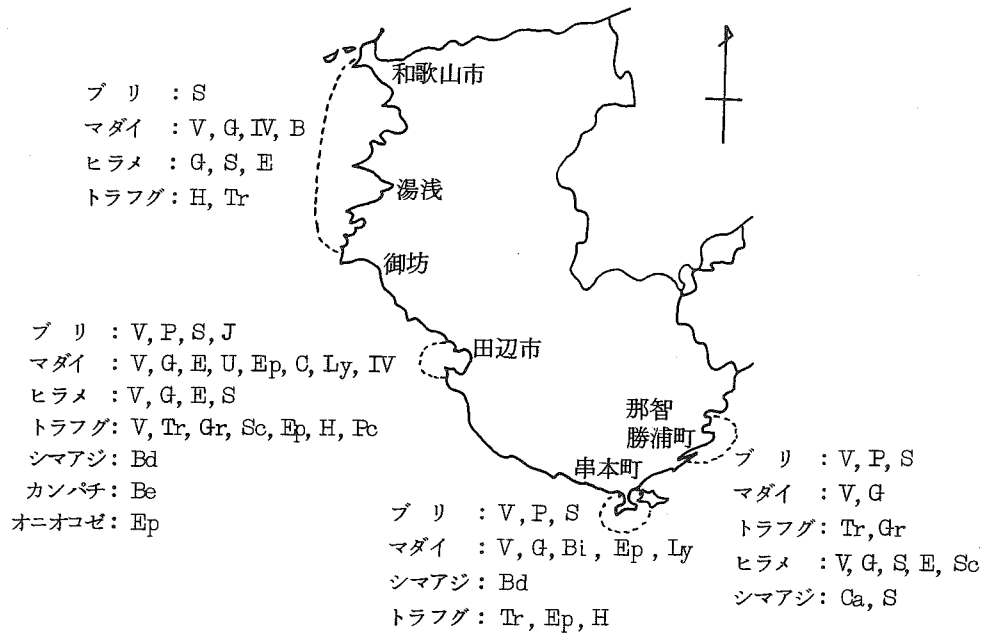 和歌山市
ブリ : S
マダイ : V, G, IV, B
ヒラメ : G, S, E
トラフグ : H, Tr
湯浅
御坊
ブリ : V, P, S, J
マダイ : V, G, E, U, Ep, C, Ly, IV
ヒラメ : V, G, E, S
トラフグ : V, Tr, Gr, Sc, Ep, H, Pc
シマアジ : Bd
カンパチ : Be
オニオコゼ : Ep
田辺市
那智
勝浦町
串本町
ブリ : V, P, S
マダイ : V, G, Bi, Ep, Ly
シマアジ : Bd
トラフグ : Tr, Ep, H
ブリ : V, P, S
マダイ : V, G
トラフグ : Tr, Gr
ヒラメ : V, G, S, E, Sc
シマアジ : Ca, S